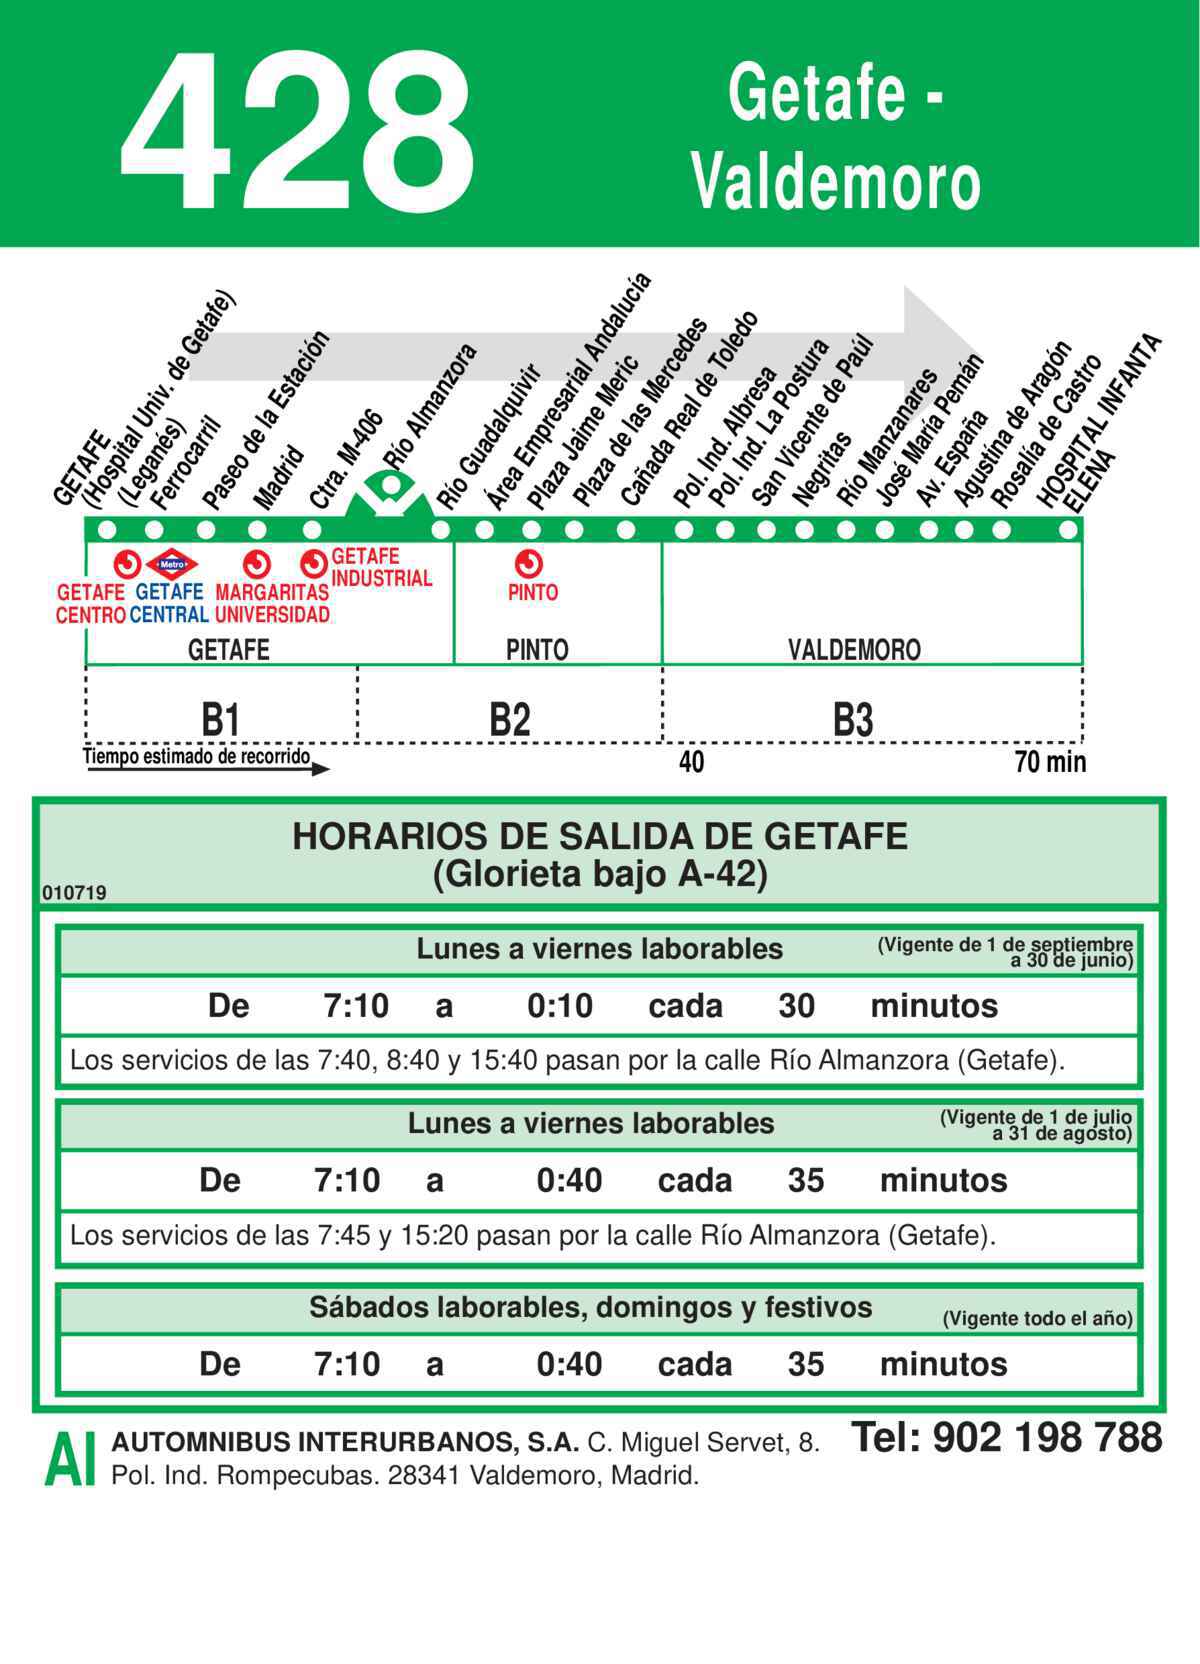 428
Getafe -
Valdemoro
GETAFE
(Hospital Univ. de Getafe)
(Leganés)
Ferrocarril
Paseo de la Estación
Madrid
Ctra. M-406
Río Almanzora
Río Guadalquivir
Área Empresarial Andalucía
Plaza Jaime Meric
Plaza de las Mercedes
Cañada Real de Toledo
Pol. Ind. Albresa
Pol. Ind. La Postura
San Vicente de Paúl
Negritas
Río Manzanares
José María Pemán
Av. España
Agustina de Aragón
Rosalía de Castro
HOSPITAL INFANTA
ELENA
Metro
GETAFE
CENTRO
GETAFE
CENTRAL
MARGARITAS
UNIVERSIDAD
GETAFE
INDUSTRIAL
PINTO
GETAFE
PINTO
VALDEMORO
B1
B2
B3
Tiempo estimado de recorrido
40
70 min
HORARIOS DE SALIDA DE GETAFE
(Glorieta bajo A-42)
010719
Lunes a viernes laborables
(Vigente de 1 de septiembre
a 30 de junio)
De 7:10 a 0:10 cada 30 minutos
Los servicios de las 7:40, 8:40 y 15:40 pasan por la calle Río Almanzora (Getafe).
Lunes a viernes laborables
(Vigente de 1 de julio
a 31 de agosto)
De 7:10 a 0:40 cada 35 minutos
Los servicios de las 7:45 y 15:20 pasan por la calle Río Almanzora (Getafe).
Sábados laborables, domingos y festivos
(Vigente todo el año)
De 7:10 a 0:40 cada 35 minutos
AI
AUTOMNIBUS INTERURBANOS, S.A. C. Miguel Servet, 8.
Pol. Ind. Rompecubas. 28341 Valdemoro, Madrid.
Tel: 902 198 788